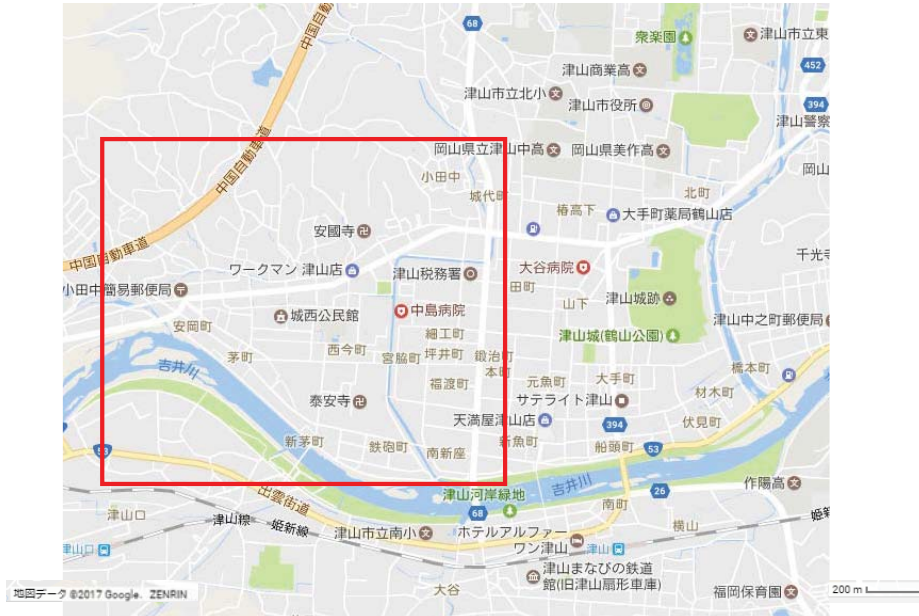 中国自動車道
68
衆楽園
津山市立東
452
津山商業高
津山市立北小
津山市役所
394
津山警察
岡山県立津山中高
岡山県美作高
岡山
中国自動車道
小田中
城代町
北町
椿高下
大手町薬局鶴山店
安國寺
千光寺
中国自動車道
ワークマン 津山店
津山税務署
大谷病院
小田中簡易郵便局
田町
山下
津山城跡
城西公民館
中島病院
津山中之町郵便局
安岡町
細工町
津山城(鶴山公園)
茅町
西今町
宮脇町
坪井町
鍛治町
吉井川
本町
橋本町
福渡町
元魚町
大手町
材木町
泰安寺
サテライト津山
天満屋津山店
394
伏見町
新茅町
鉄砲町
南新座
新魚町
船頭町
53
53
吉井川
作陽高
出雲街道
津山河岸緑地
26
南町
津山口
津山線
姫新線
68
横山
姫新
津山市立南小
ホテルアルファー
ワン津山
津山口
津山
津山まなびの鉄道
館(旧津山扇形車庫)
大谷
福岡保育園
地図データ ©2017 Google、ZENRIN
200 m